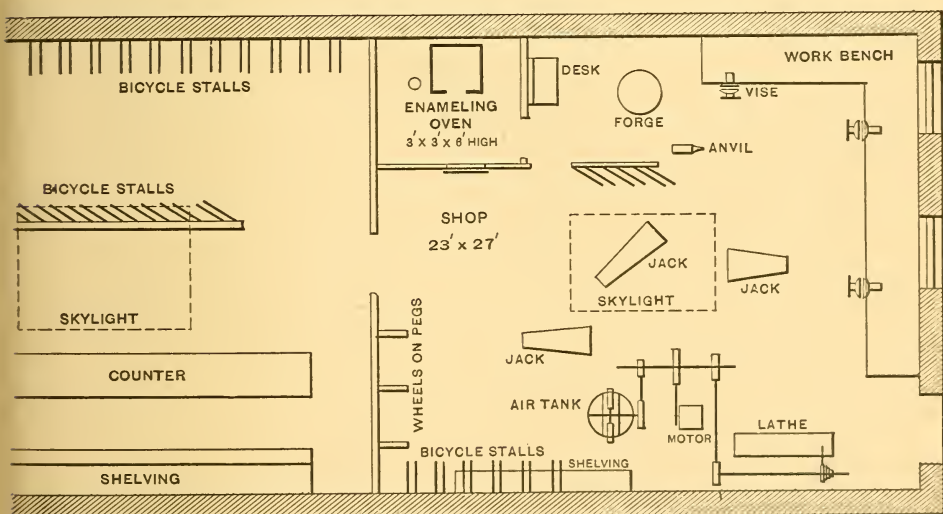 BICYCLE STALLS
BICYCLE STALLS
SKYLIGHT
COUNTER
SHELVING
ENAMELING
OVEN
3' X 3' X 6' HIGH
DESK
FORGE
WORK BENCH
VISE
ANVIL
SHOP
23' x 27'
JACK
SKYLIGHT
JACK
JACK
WHEELS ON PEGS
AIR TANK
MOTOR
LATHE
BICYCLE STALLS
SHELVING